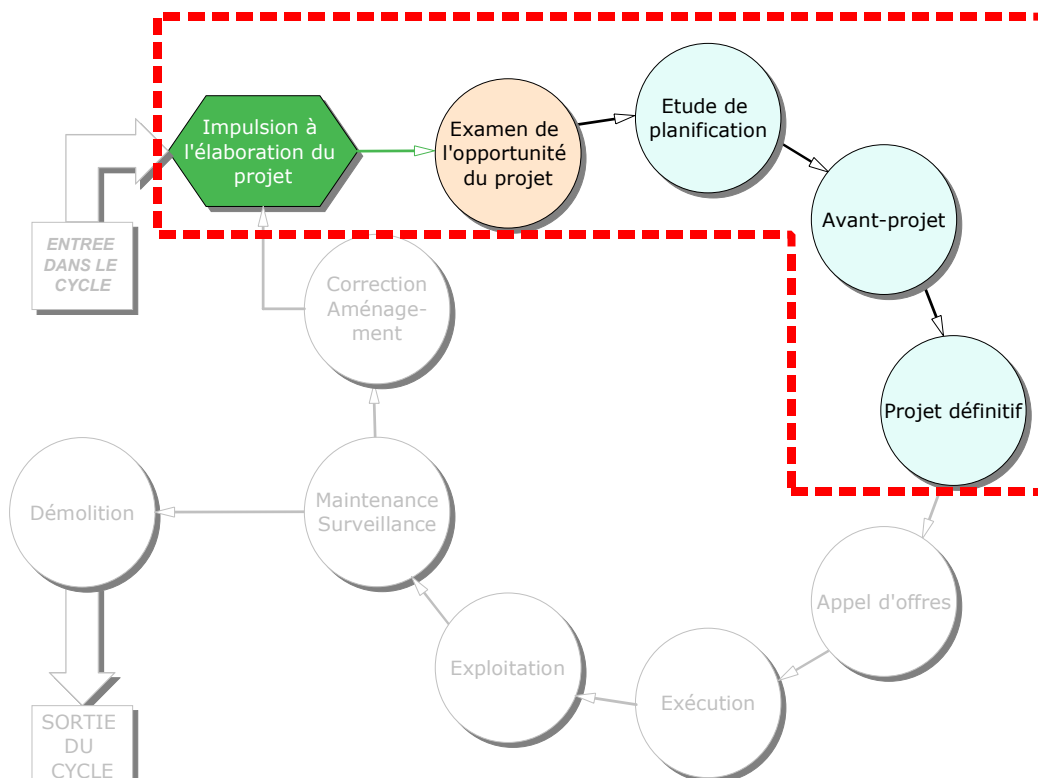 Impulsion à
l'élaboration du
projet
Examen de
l'opportunité
du projet
Etude de
planification
Avant-projet
Projet définitif
ENTREE
DANS LE
CYCLE
Correction
Aménage-
ment
Démolition
Maintenance
Surveillance
Appel d'offres
Exploitation
Exécution
SORTIE
DU
CYCLE